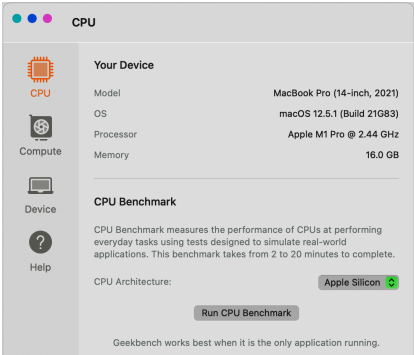 CPU
CPU
Compute
Device
Help
Your Device
Model MacBook Pro (14-inch, 2021)
OS macOS 12.5.1 (Build 21G83)
Processor Apple M1 Pro @ 2.44 GHz
Memory 16.0 GB
CPU Benchmark
CPU Benchmark measures the performance of CPUs at performing
everyday tasks using tests designed to simulate real-world
applications. This benchmark takes from 2 to 20 minutes to complete.
CPU Architecture: Apple Silicon
Run CPU Benchmark
Geekbench works best when it is the only application running.